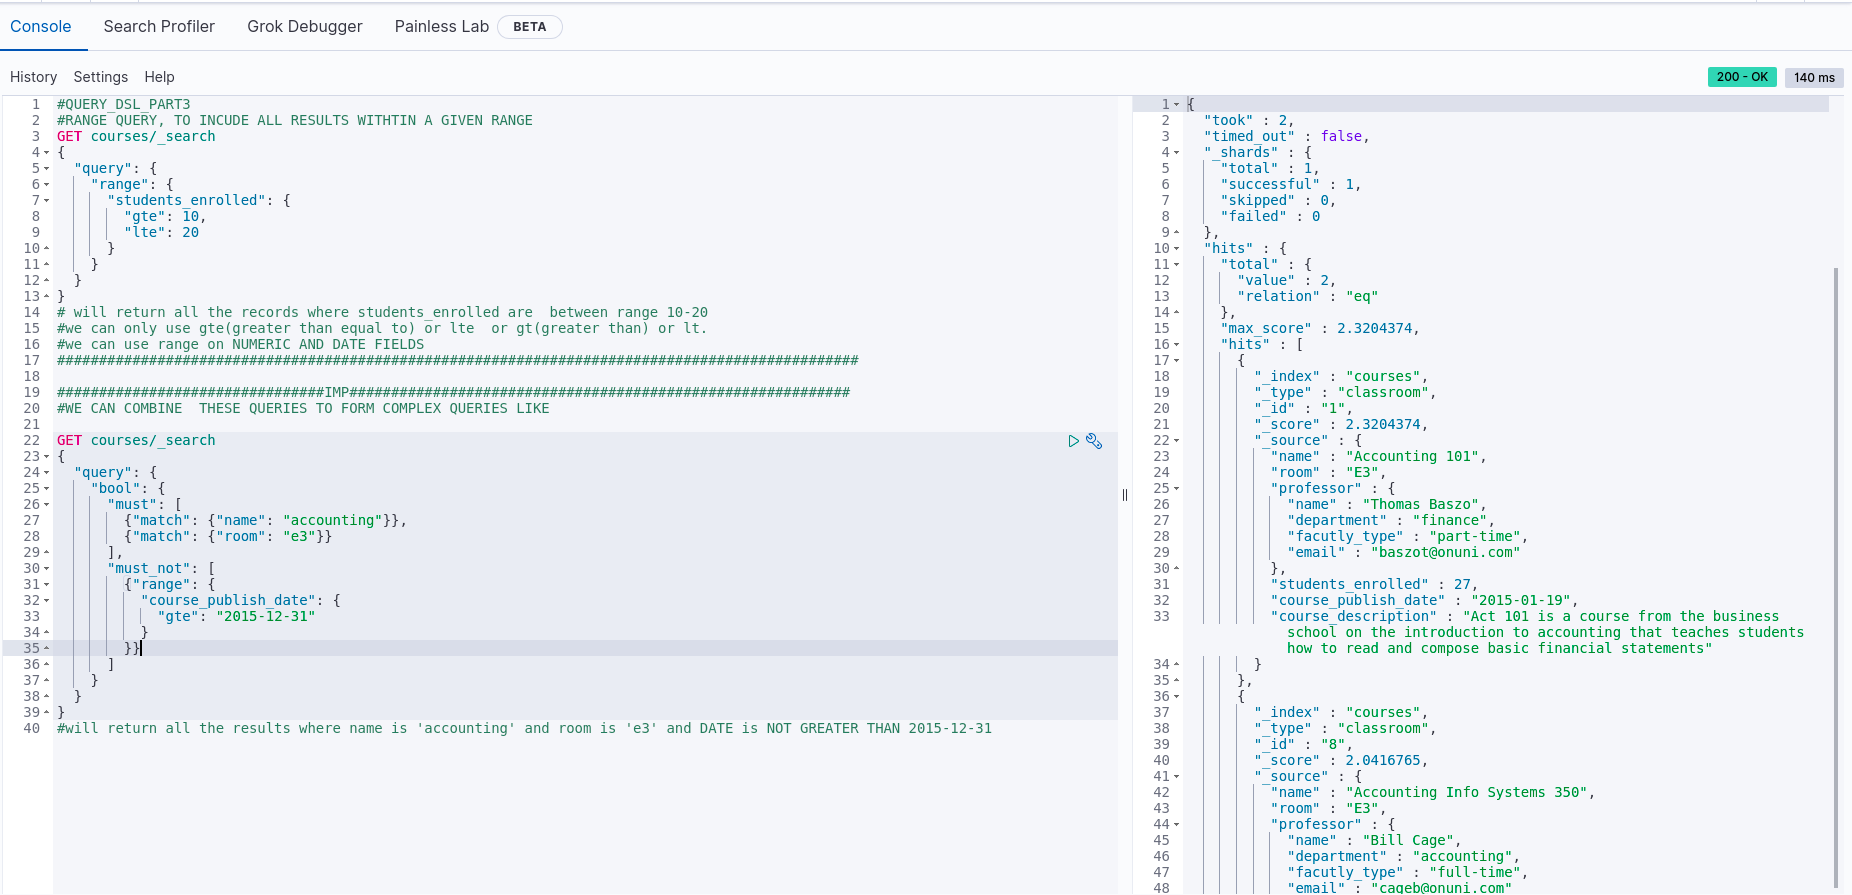 Console Search Profiler Grok Debugger Painless Lab BETA
History Settings Help
200 - OK 140 ms
1 #QUERY_DSL_PART3
2 #RANGE QUERY, TO INCUDE ALL RESULTS WITHTIN A GIVEN RANGE
3 GET courses/_search
4 {
5 "query": {
6 "range": {
7 "students_enrolled": {
8 "gte": 10,
9 "lte": 20
10 }
11 }
12 }
13 }
14 # will return all the records where students_enrolled are  between range 10-20
15 #we can only use gte(greater than equal to) or lte  or gt(greater than) or lt.
16 #we can use range on NUMERIC AND DATE FIELDS
17 ################################################################################################
18
19 ################################IMP############################################################
20 #WE CAN COMBINE  THESE QUERIES TO FORM COMPLEX QUERIES LIKE
21
22 GET courses/_search
23 {
24 "query": {
25 "bool": {
26 "must": [
27 {"match": {"name": "accounting"}},
28 {"match": {"room": "e3"}}
29 ],
30 "must_not": [
31 {"range": {
32 "course_publish_date": {
33 "gte": "2015-12-31"
34 }
35 }}
36 ]
37 }
38 }
39 }
40 #will return all the results where name is 'accounting' and room is 'e3' and DATE is NOT GREATER THAN 2015-12-31
1 {
2 "took" : 2,
3 "timed_out" : false,
4 "_shards" : {
5 "total" : 1,
6 "successful" : 1,
7 "skipped" : 0,
8 "failed" : 0
9 },
10 "hits" : {
11 "total" : {
12 "value" : 2,
13 "relation" : "eq"
14 },
15 "max_score" : 2.3204374,
16 "hits" : [
17 {
18 "_index" : "courses",
19 "_type" : "classroom",
20 "_id" : "1",
21 "_score" : 2.3204374,
22 "_source" : {
23 "name" : "Accounting 101",
24 "room" : "E3",
25 "professor" : {
26 "name" : "Thomas Baszo",
27 "department" : "finance",
28 "facutly_type" : "part-time",
29 "email" : "baszot@onuni.com"
30 },
31 "students_enrolled" : 27,
32 "course_publish_date" : "2015-01-19",
33 "course_description" : "Act 101 is a course from the business
school on the introduction to accounting that teaches students
how to read and compose basic financial statements"
34 }
35 },
36 {
37 "_index" : "courses",
38 "_type" : "classroom",
39 "_id" : "8",
40 "_score" : 2.0416765,
41 "_source" : {
42 "name" : "Accounting Info Systems 350",
43 "room" : "E3",
44 "professor" : {
45 "name" : "Bill Cage",
46 "department" : "accounting",
47 "facutly_type" : "full-time",
48 "email" : "cageb@onuni.com"